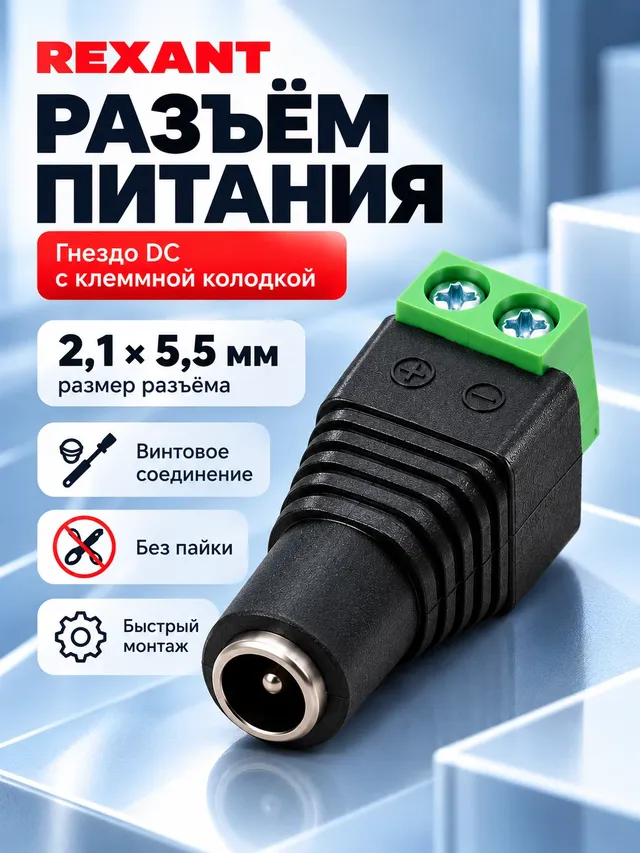 REXANT
РАЗЪЁМ
ПИТАНИЯ
Гнездо DC
с клеммной колодкой
2,1 × 5,5 мм
размер разъёма
Винтовое
соединение
Без пайки
Быстрый
монтаж
+ −